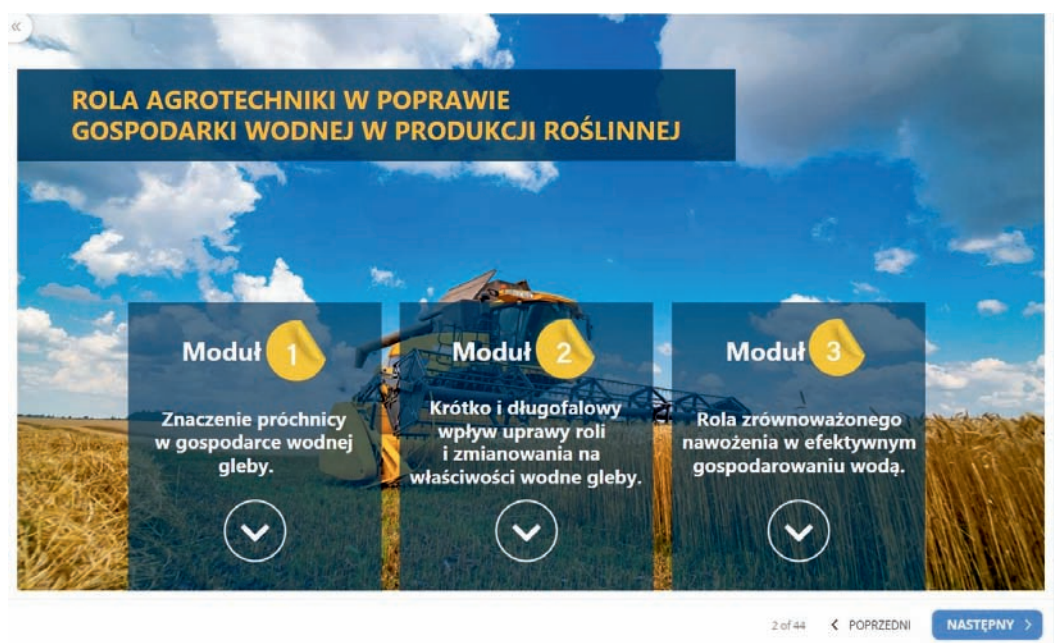 «
ROLA AGROTECHNIKI W POPRAWIE
GOSPODARKI WODNEJ W PRODUKCJI ROŚLINNEJ
Moduł 1
Znaczenie próchnicy
w gospodarce wodnej
gleby.
Moduł 2
Krótko i długofalowy
wpływ uprawy roli
i zmianowania na
właściwości wodne gleby.
Moduł 3
Rola zrównoważonego
nawożenia w efektywnym
gospodarowaniu wodą.
2 of 44 < POPRZEDNI NASTĘPNY >